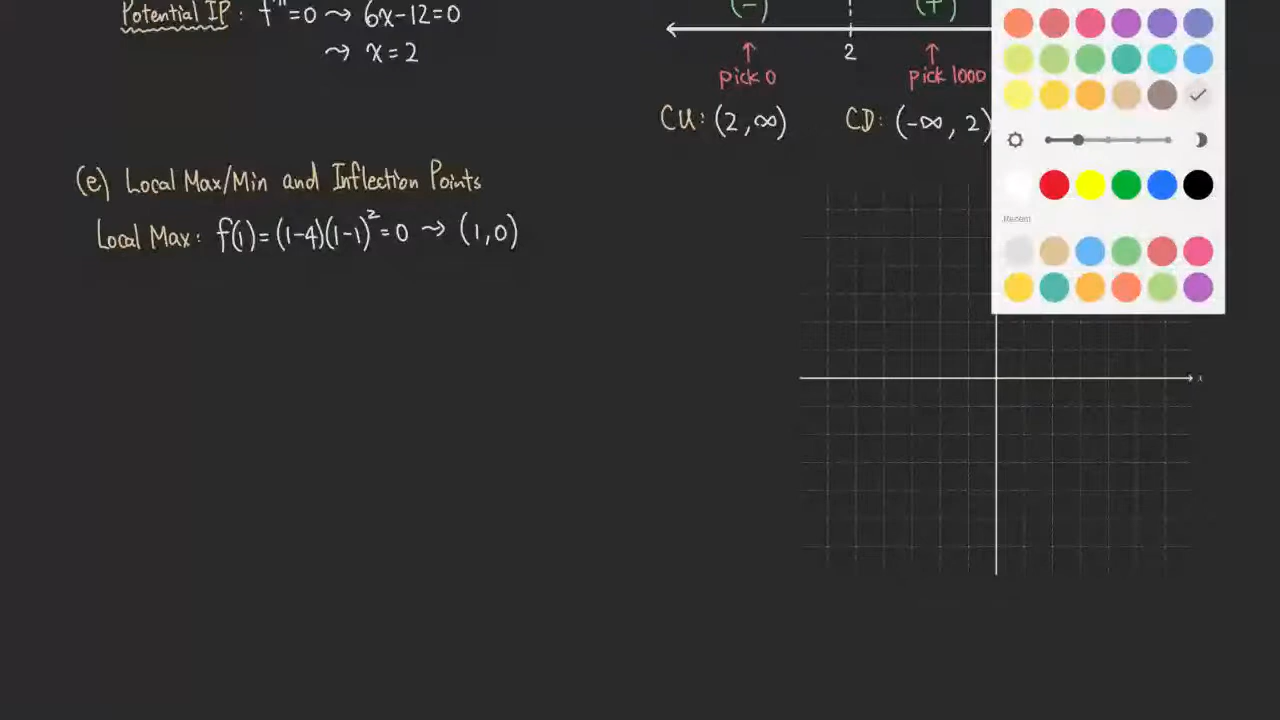 Potential IP: f"=0 ⤳ 6x-12=0
⤳ x=2
(-) (+)
2
pick 0 pick 1000
CU: (2,∞) CD: (-∞, 2)
(e) Local Max/Min and Inflection Points
Local Max: f(1)=(1-4)(1-1)²=0 ⤳ (1,0)
Recent
x